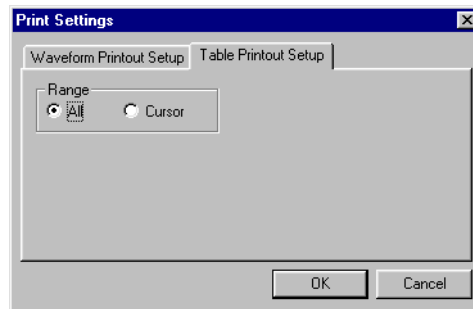 Print Settings
Waveform Printout Setup Table Printout Setup
Range
All Cursor
OK Cancel